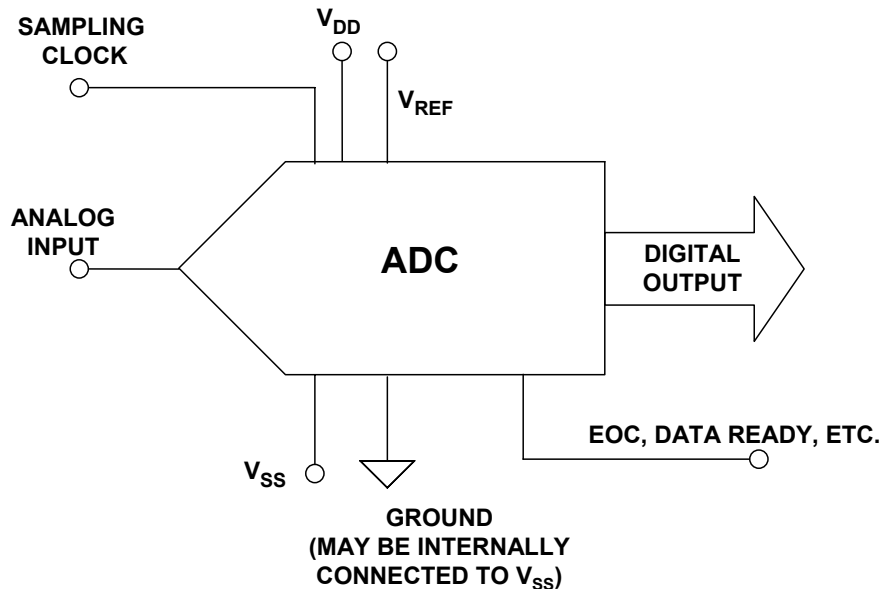 SAMPLING
CLOCK
V_DD
V_REF
ANALOG
INPUT
ADC
DIGITAL
OUTPUT
EOC, DATA READY, ETC.
V_SS
GROUND
(MAY BE INTERNALLY
CONNECTED TO V_SS)